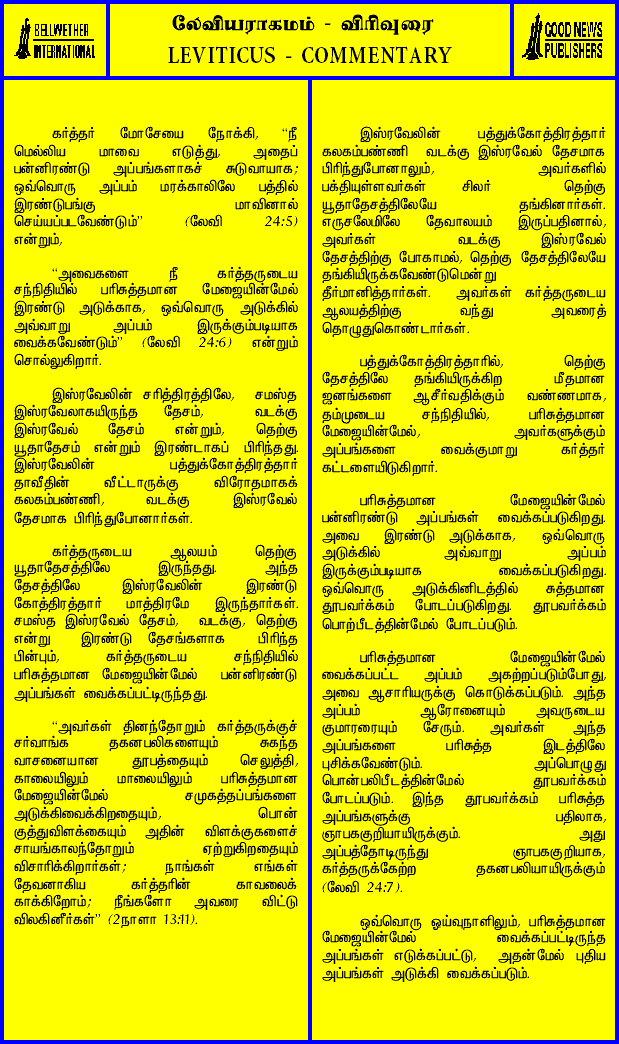 BELLWETHER
INTERNATIONAL
லேவியராகமம் - விரிவுரை
LEVITICUS - COMMENTARY
GOOD NEWS
PUBLISHERS
கர்த்தர் மோசேயை நோக்கி, “நீ
மெல்லிய மாவை எடுத்து, அதைப்
பன்னிரண்டு அப்பங்களாகச் சுடுவாயாக;
ஒவ்வொரு அப்பம் மரக்காலிலே பத்தில்
இரண்டுபங்கு மாவினால்
செய்யப்படவேண்டும்” (லேவி 24:5)
என்றும்,
“அவைகளை நீ கர்த்தருடைய
சந்நிதியில் பரிசுத்தமான மேஜையின்மேல்
இரண்டு அடுக்காக, ஒவ்வொரு அடுக்கில்
அவ்வாறு அப்பம் இருக்கும்படியாக
வைக்கவேண்டும்” (லேவி 24:6) என்றும்
சொல்லுகிறார்.
இஸ்ரவேலின் சரித்திரத்திலே, சமஸ்த
இஸ்ரவேலாகயிருந்த தேசம், வடக்கு
இஸ்ரவேல் தேசம் என்றும், தெற்கு
யூதாதேசம் என்றும் இரண்டாகப் பிரிந்தது.
இஸ்ரவேலின் பத்துக்கோத்திரத்தார்
தாவீதின் வீட்டாருக்கு விரோதமாகக்
கலகம்பண்ணி, வடக்கு இஸ்ரவேல்
தேசமாக பிரிந்துபோனார்கள்.
கர்த்தருடைய ஆலயம் தெற்கு
யூதாதேசத்திலே இருந்தது. அந்த
தேசத்திலே இஸ்ரவேலின் இரண்டு
கோத்திரத்தார் மாத்திரமே இருந்தார்கள்.
சமஸ்த இஸ்ரவேல் தேசம், வடக்கு, தெற்கு
என்று இரண்டு தேசங்களாக பிரிந்த
பின்பும், கர்த்தருடைய சந்நிதியில்
பரிசுத்தமான மேஜையின்மேல் பன்னிரண்டு
அப்பங்கள் வைக்கப்பட்டிருந்தது.
“அவர்கள் தினந்தோறும் கர்த்தருக்குச்
சர்வாங்க தகனபலிகளையும் சுகந்த
வாசனையான தூபத்தையும் செலுத்தி,
காலையிலும் மாலையிலும் பரிசுத்தமான
மேஜையின்மேல் சமுகத்தப்பங்களை
அடுக்கிவைக்கிறதையும், பொன்
குத்துவிளக்கையும் அதின் விளக்குகளைச்
சாயங்காலந்தோறும் ஏற்றுகிறதையும்
விசாரிக்கிறார்கள்; நாங்கள் எங்கள்
தேவனாகிய கர்த்தரின் காவலைக்
காக்கிறோம்; நீங்களோ அவரை விட்டு
விலகினீர்கள்” (2நாளா 13:11).
இஸ்ரவேலின் பத்துக்கோத்திரத்தார்
கலகம்பண்ணி வடக்கு இஸ்ரவேல் தேசமாக
பிரிந்துபோனாலும், அவர்களில்
பக்தியுள்ளவர்கள் சிலர் தெற்கு
யூதாதேசத்திலேயே தங்கினார்கள்.
எருசலேமிலே தேவாலயம் இருப்பதினால்,
அவர்கள் வடக்கு இஸ்ரவேல்
தேசத்திற்கு போகாமல், தெற்கு தேசத்திலேயே
தங்கியிருக்கவேண்டுமென்று
தீர்மானித்தார்கள். அவர்கள் கர்த்தருடைய
ஆலயத்திற்கு வந்து அவரைத்
தொழுதுகொண்டார்கள்.
பத்துக்கோத்திரத்தாரில், தெற்கு
தேசத்திலே தங்கியிருக்கிற மீதமான
ஜனங்களை ஆசீர்வதிக்கும் வண்ணமாக,
தம்முடைய சந்நிதியில், பரிசுத்தமான
மேஜையின்மேல், அவர்களுக்கும்
அப்பங்களை வைக்குமாறு கர்த்தர்
கட்டளையிடுகிறார்.
பரிசுத்தமான மேஜையின்மேல்
பன்னிரண்டு அப்பங்கள் வைக்கப்படுகிறது.
அவை இரண்டு அடுக்காக, ஒவ்வொரு
அடுக்கில் அவ்வாறு அப்பம்
இருக்கும்படியாக வைக்கப்படுகிறது.
ஒவ்வொரு அடுக்கினிடத்தில் சுத்தமான
தூபவர்க்கம் போடப்படுகிறது. தூபவர்க்கம்
பொற்பீடத்தின்மேல் போடப்படும்.
பரிசுத்தமான மேஜையின்மேல்
வைக்கப்பட்ட அப்பம் அகற்றப்படும்போது,
அவை ஆசாரியருக்கு கொடுக்கப்படும். அந்த
அப்பம் ஆரோனையும் அவருடைய
குமாரரையும் சேரும். அவர்கள் அந்த
அப்பங்களை பரிசுத்த இடத்திலே
புசிக்கவேண்டும். அப்பொழுது
பொன்பலிபீடத்தின்மேல் தூபவர்க்கம்
போடப்படும். இந்த தூபவர்க்கம் பரிசுத்த
அப்பங்களுக்கு பதிலாக,
ஞாபககுறியாயிருக்கும். அது
அப்பத்தோடிருந்து ஞாபககுறியாக,
கர்த்தருக்கேற்ற தகனபலியாயிருக்கும்
(லேவி 24:7).
ஒவ்வொரு ஓய்வுநாளிலும், பரிசுத்தமான
மேஜையின்மேல் வைக்கப்பட்டிருந்த
அப்பங்கள் எடுக்கப்பட்டு, அதன்மேல் புதிய
அப்பங்கள் அடுக்கி வைக்கப்படும்.